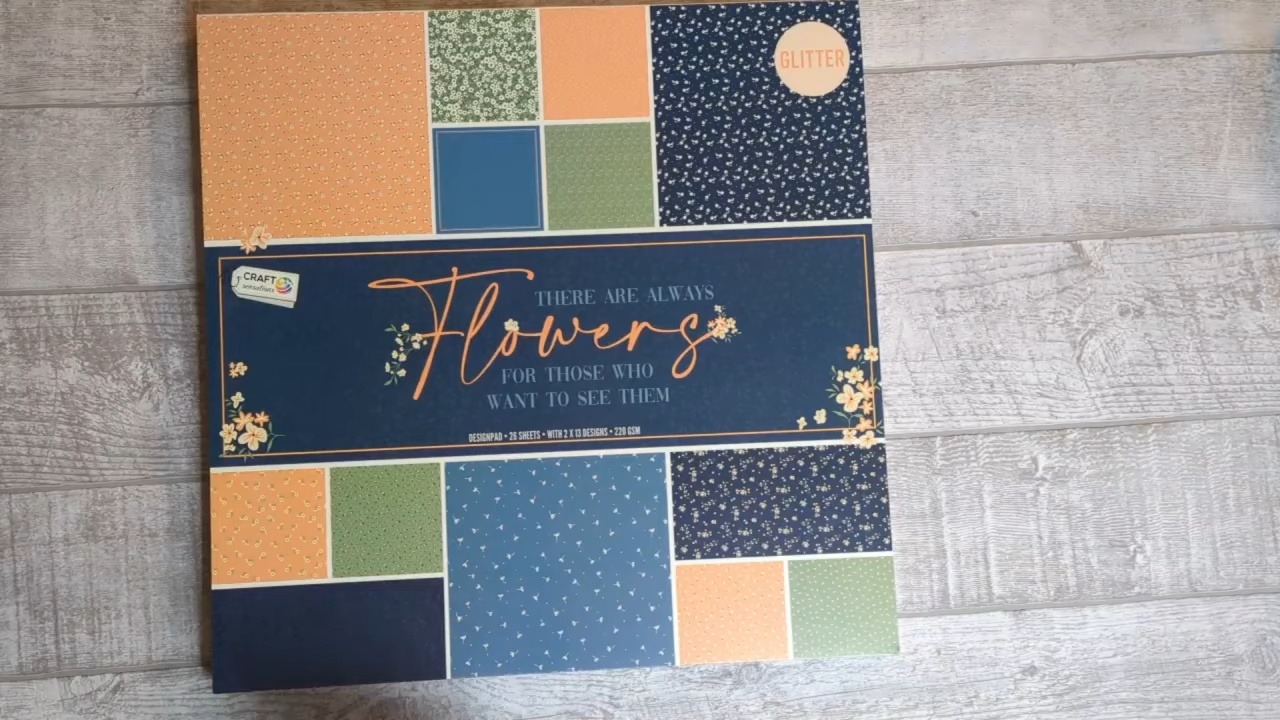 GLITTER
CRAFT
sensations
THERE ARE ALWAYS
Flowers
FOR THOSE WHO
WANT TO SEE THEM
DESIGNPAD • 26 SHEETS • WITH 2 X 13 DESIGNS • 220 GSM